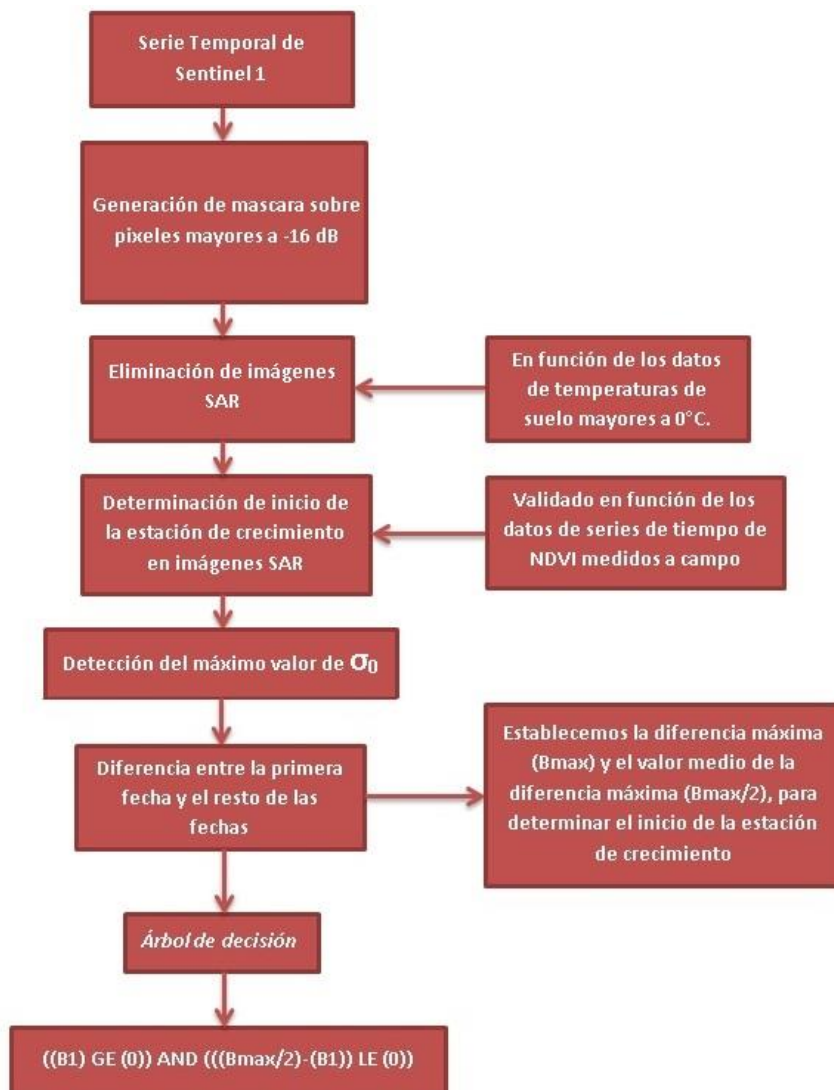 Serie Temporal de
Sentinel 1
Generación de mascara sobre
pixeles mayores a -16 dB
Eliminación de imágenes
SAR
En función de los datos
de temperaturas de
suelo mayores a 0°C.
Determinación de inicio de
la estación de crecimiento
en imágenes SAR
Validado en función de los
datos de series de tiempo de
NDVI medidos a campo
Detección del máximo valor de σ₀
Diferencia entre la primera
fecha y el resto de las
fechas
Establecemos la diferencia máxima
(Bmax) y el valor medio de la
diferencia máxima (Bmax/2), para
determinar el inicio de la estación
de crecimiento
Árbol de decisión
((B1) GE (0)) AND (((Bmax/2)-(B1)) LE (0))